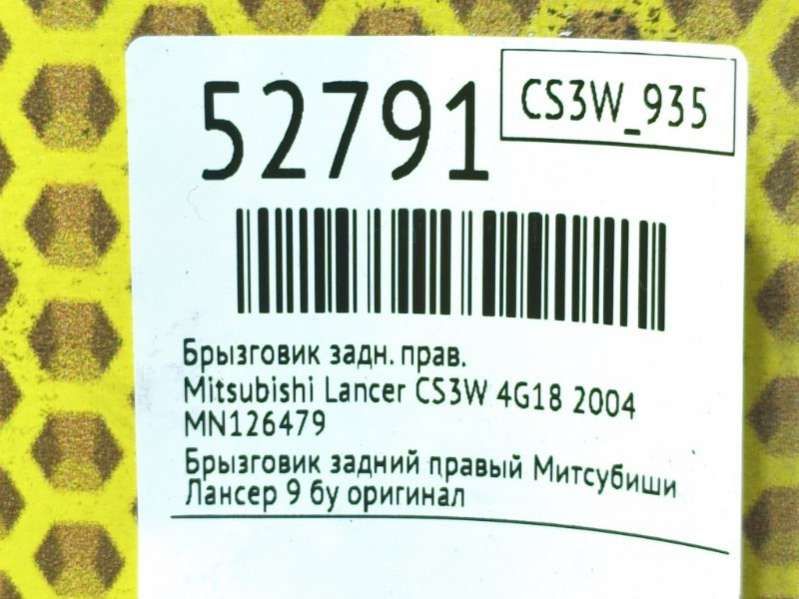 52791
CS3W_935
Брызговик задн. прав.
Mitsubishi Lancer CS3W 4G18 2004
MN126479
Брызговик задний правый Митсубиши
Лансер 9 бу оригинал